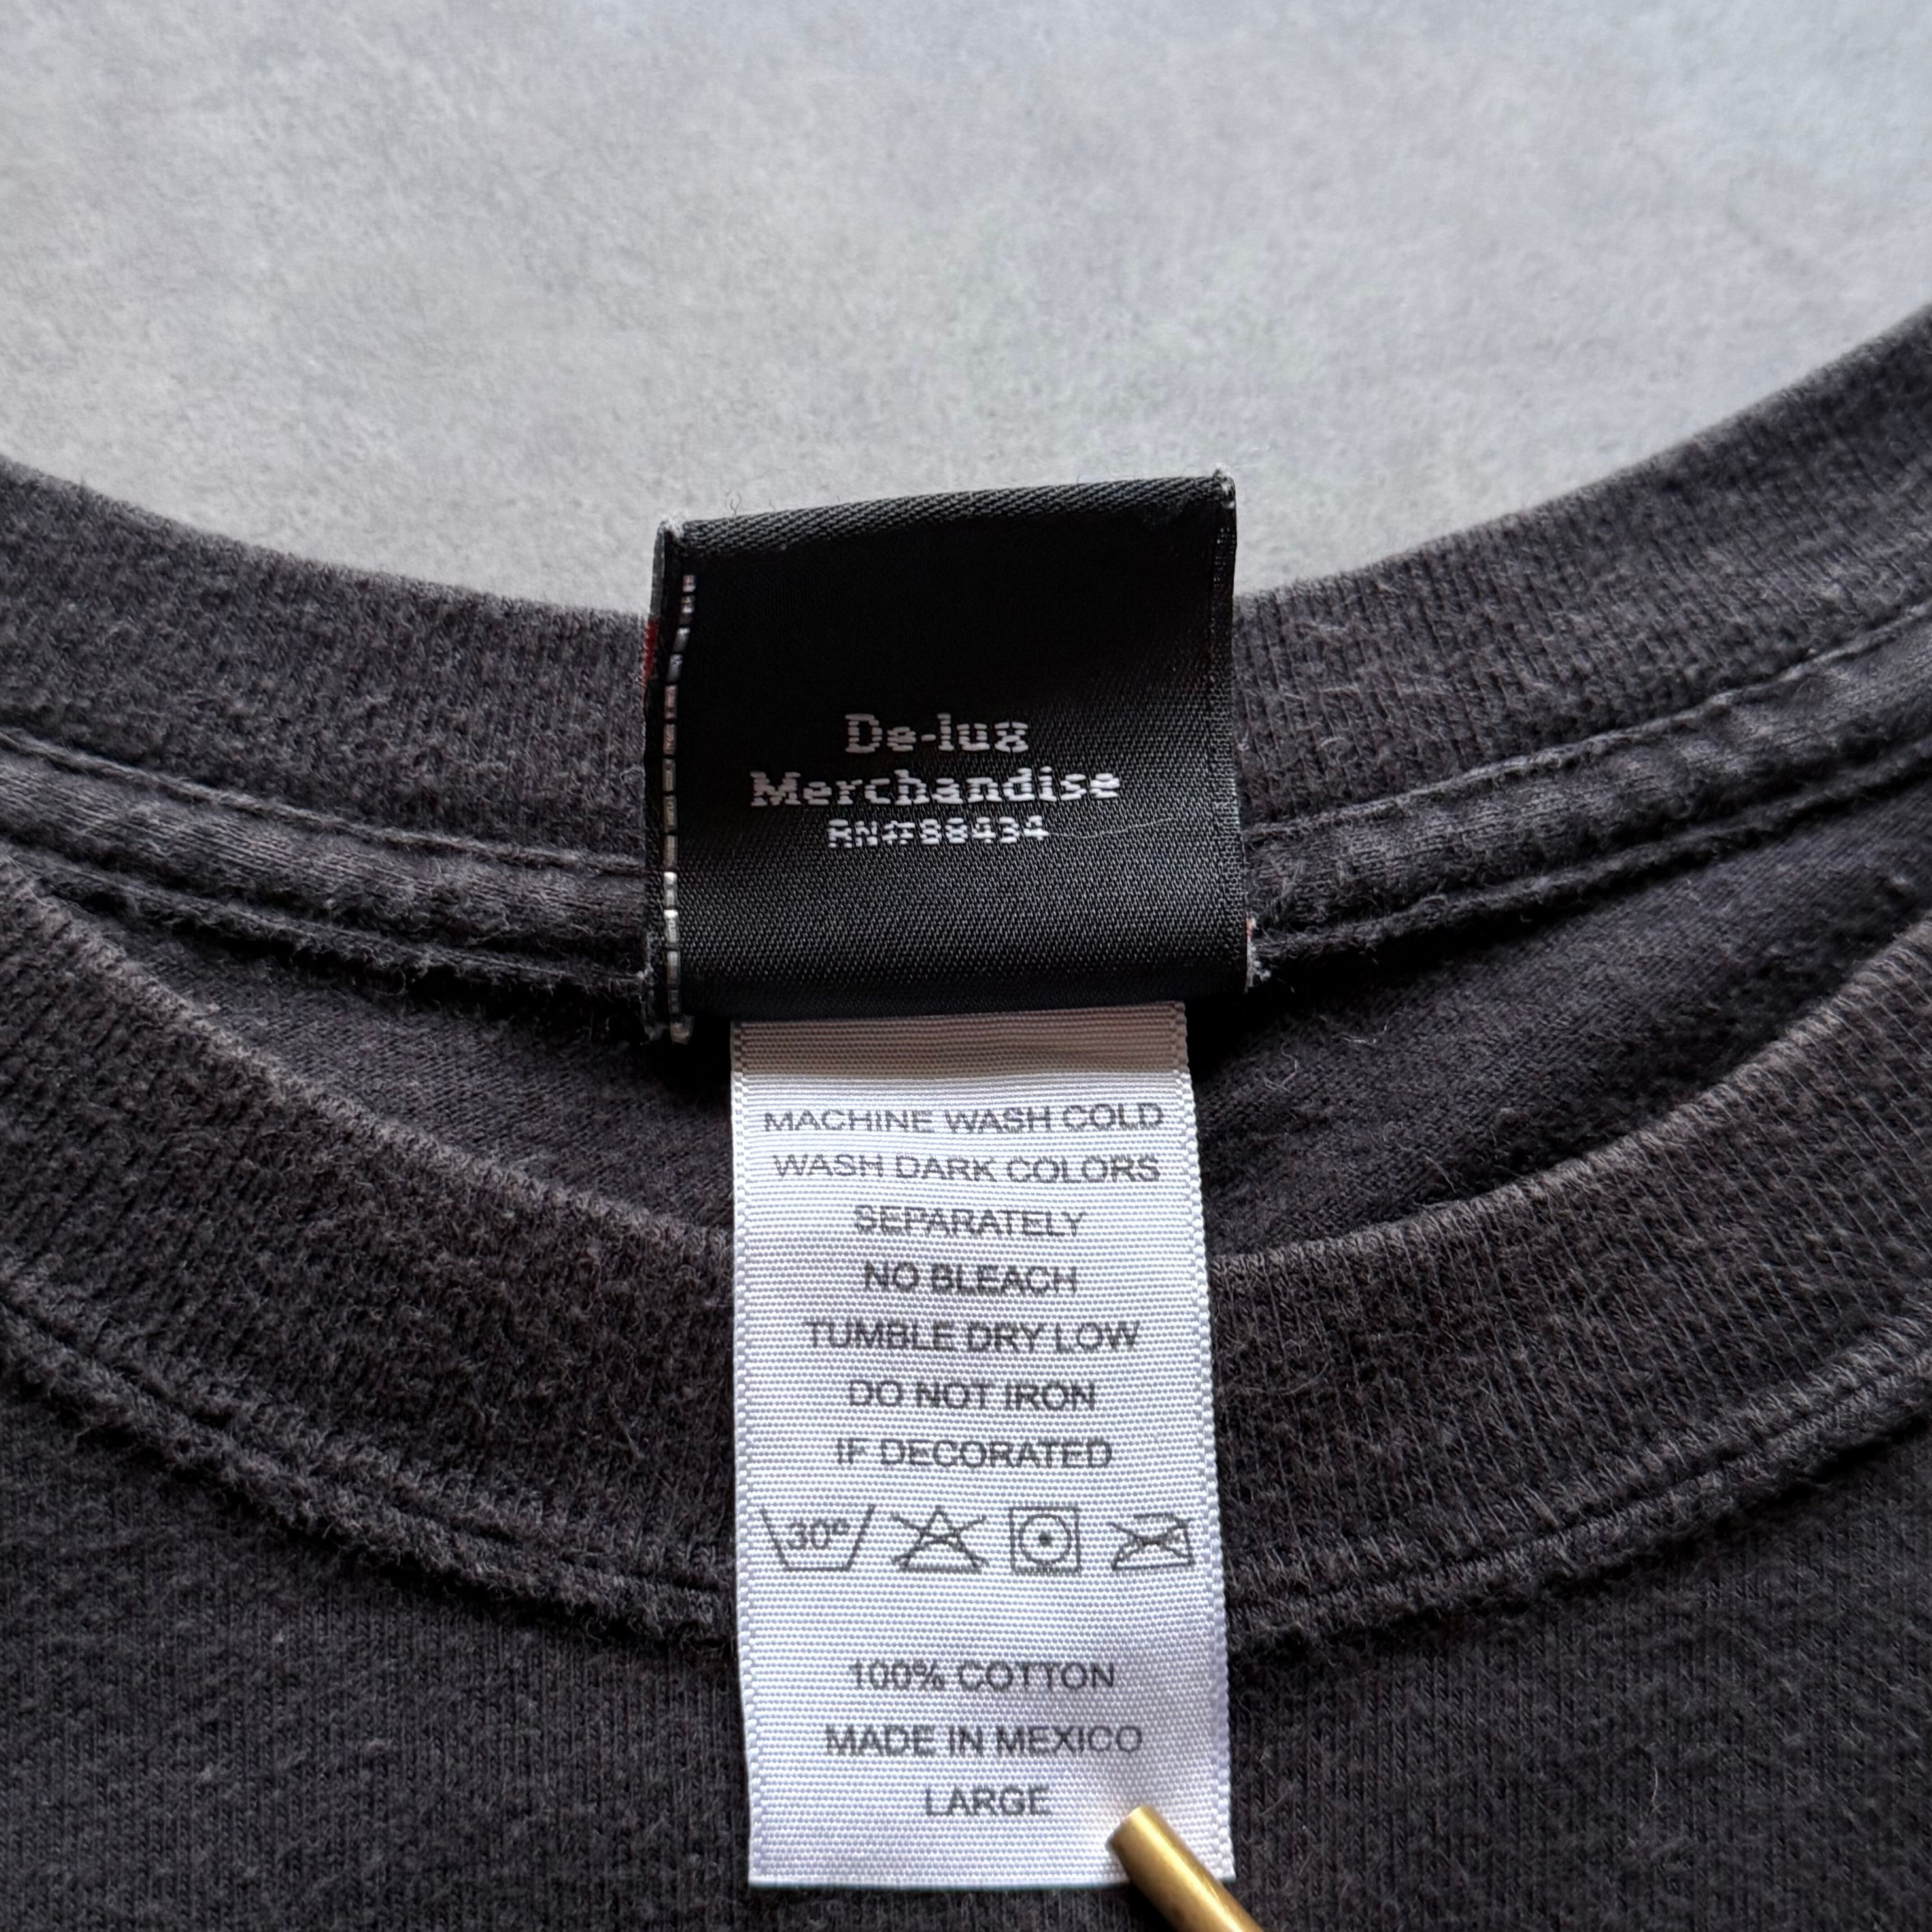 De-lux
Merchandise
RN#88434
MACHINE WASH COLD
WASH DARK COLORS
SEPARATELY
NO BLEACH
TUMBLE DRY LOW
DO NOT IRON
IF DECORATED
30°
100% COTTON
MADE IN MEXICO
LARGE